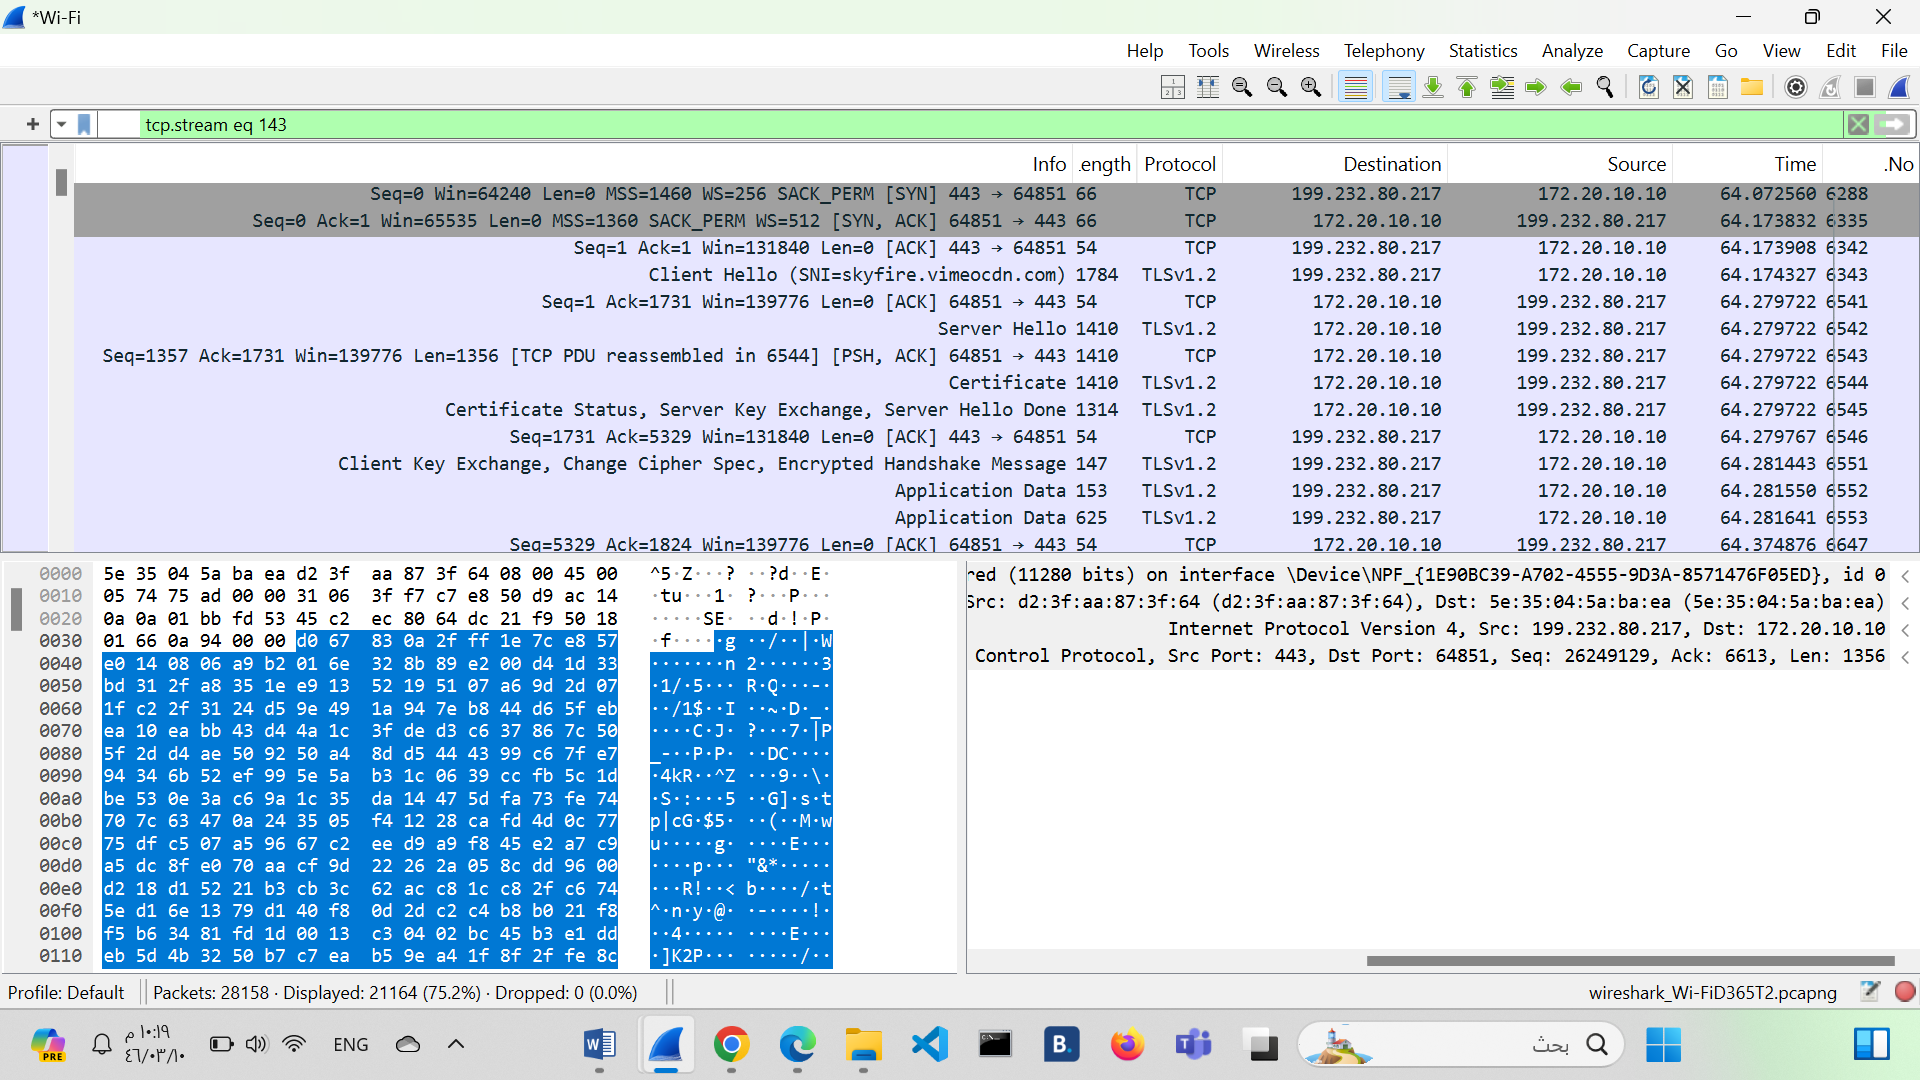 *Wi-Fi
Help Tools Wireless Telephony Statistics Analyze Capture Go View Edit File
tcp.stream eq 143
Info .ength Protocol Destination Source Time .No
Seq=0 Win=64240 Len=0 MSS=1460 WS=256 SACK_PERM [SYN] 443 → 64851 66 TCP 199.232.80.217 172.20.10.10 64.072560 6288
Seq=0 Ack=1 Win=65535 Len=0 MSS=1360 SACK_PERM WS=512 [SYN, ACK] 64851 → 443 66 TCP 172.20.10.10 199.232.80.217 64.173832 6335
Seq=1 Ack=1 Win=131840 Len=0 [ACK] 443 → 64851 54 TCP 199.232.80.217 172.20.10.10 64.173908 6342
Client Hello (SNI=skyfire.vimeocdn.com) 1784 TLSv1.2 199.232.80.217 172.20.10.10 64.174327 6343
Seq=1 Ack=1731 Win=139776 Len=0 [ACK] 64851 → 443 54 TCP 172.20.10.10 199.232.80.217 64.279722 6541
Server Hello 1410 TLSv1.2 172.20.10.10 199.232.80.217 64.279722 6542
Seq=1357 Ack=1731 Win=139776 Len=1356 [TCP PDU reassembled in 6544] [PSH, ACK] 64851 → 443 1410 TCP 172.20.10.10 199.232.80.217 64.279722 6543
Certificate 1410 TLSv1.2 172.20.10.10 199.232.80.217 64.279722 6544
Certificate Status, Server Key Exchange, Server Hello Done 1314 TLSv1.2 172.20.10.10 199.232.80.217 64.279722 6545
Seq=1731 Ack=5329 Win=131840 Len=0 [ACK] 443 → 64851 54 TCP 199.232.80.217 172.20.10.10 64.279767 6546
Client Key Exchange, Change Cipher Spec, Encrypted Handshake Message 147 TLSv1.2 199.232.80.217 172.20.10.10 64.281443 6551
Application Data 153 TLSv1.2 199.232.80.217 172.20.10.10 64.281550 6552
Application Data 625 TLSv1.2 199.232.80.217 172.20.10.10 64.281641 6553
Seq=5329 Ack=1824 Win=139776 Len=0 [ACK] 64851 → 443 54 TCP 172.20.10.10 199.232.80.217 64.374876 6647
0000 5e 35 04 5a ba ea d2 3f aa 87 3f 64 08 00 45 00 ^5·Z···? ··?d··E·
0010 05 74 75 ad 00 00 31 06 3f f7 c7 e8 50 d9 ac 14 ·tu···1· ?···P···
0020 0a 0a 01 bb fd 53 45 c2 ec 80 64 dc 21 f9 50 18 ·····SE· ··d·!·P·
0030 01 66 0a 94 00 00 d0 67 83 0a 2f ff 1e 7c e8 57 ·f·····g ··/··|·W
0040 e0 14 08 06 a9 b2 01 6e 32 8b 89 e2 00 d4 1d 33 ·······n 2······3
0050 bd 31 2f a8 35 1e e9 13 52 19 51 07 a6 9d 2d 07 ·1/·5··· R·Q···-·
0060 1f c2 2f 31 24 d5 9e 49 1a 94 7e b8 44 d6 5f eb ··/1$··I ··~·D·_·
0070 ea 10 ea bb 43 d4 4a 1c 3f de d3 c6 37 86 7c 50 ····C·J· ?···7·|P
0080 5f 2d d4 ae 50 92 50 a4 8d d5 44 43 99 c6 7f e7 _-··P·P· ··DC····
0090 94 34 6b 52 ef 99 5e 5a b3 1c 06 39 cc fb 5c 1d ·4kR··^Z ···9··\·
00a0 be 53 0e 3a c6 9a 1c 35 da 14 47 5d fa 73 fe 74 ·S·:···5 ··G]·s·t
00b0 70 7c 63 47 0a 24 35 05 f4 12 28 ca fd 4d 0c 77 p|cG·$5· ··(··M·w
00c0 75 df c5 07 a5 96 67 c2 ee d9 a9 f8 45 e2 a7 c9 u·····g· ····E···
00d0 a5 dc 8f e0 70 aa cf 9d 22 26 2a 05 8c dd 96 00 ····p··· "&*·····
00e0 d2 18 d1 52 21 b3 cb 3c 62 ac c8 1c c8 2f c6 74 ···R!··< b····/·t
00f0 5e d1 6e 13 79 d1 40 f8 0d 2d c2 c4 b8 b0 21 f8 ^·n·y·@· ·-····!·
0100 f5 b6 34 81 fd 1d 00 13 c3 04 02 bc 45 b3 e1 dd ··4····· ····E···
0110 eb 5d 4b 32 50 b7 c7 ea b5 9e a4 1f 8f 2f fe 8c ·]K2P··· ·····/··
red (11280 bits) on interface \Device\NPF_{1E90BC39-A702-4555-9D3A-8571476F05ED}, id 0
Src: d2:3f:aa:87:3f:64 (d2:3f:aa:87:3f:64), Dst: 5e:35:04:5a:ba:ea (5e:35:04:5a:ba:ea)
Internet Protocol Version 4, Src: 199.232.80.217, Dst: 172.20.10.10
Control Protocol, Src Port: 443, Dst Port: 64851, Seq: 26249129, Ack: 6613, Len: 1356
Profile: Default Packets: 28158 · Displayed: 21164 (75.2%) · Dropped: 0 (0.0%) wireshark_Wi-FiD365T2.pcapng
PRE
١٠:١٩ م
٤٦/٠٣/١٠
ENG
بحث